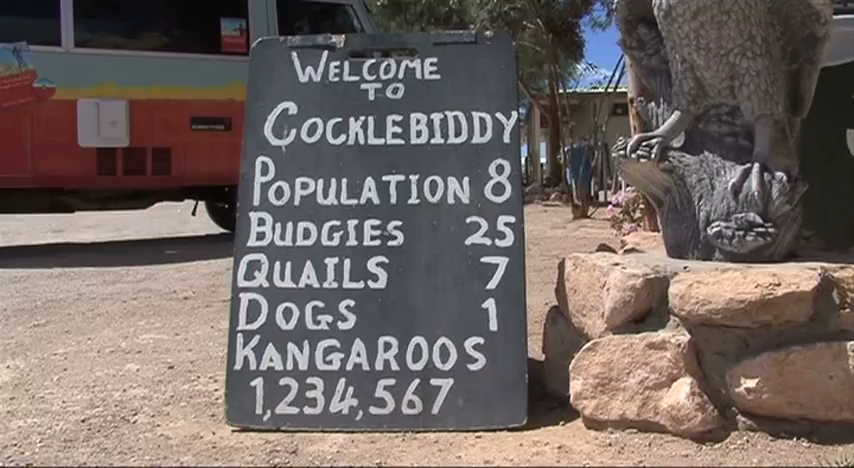 WELCOME
TO
COCKLEBIDDY
POPULATION 8
BUDGIES 25
QUAILS 7
DOGS 1
KANGAROOS
1,234,567